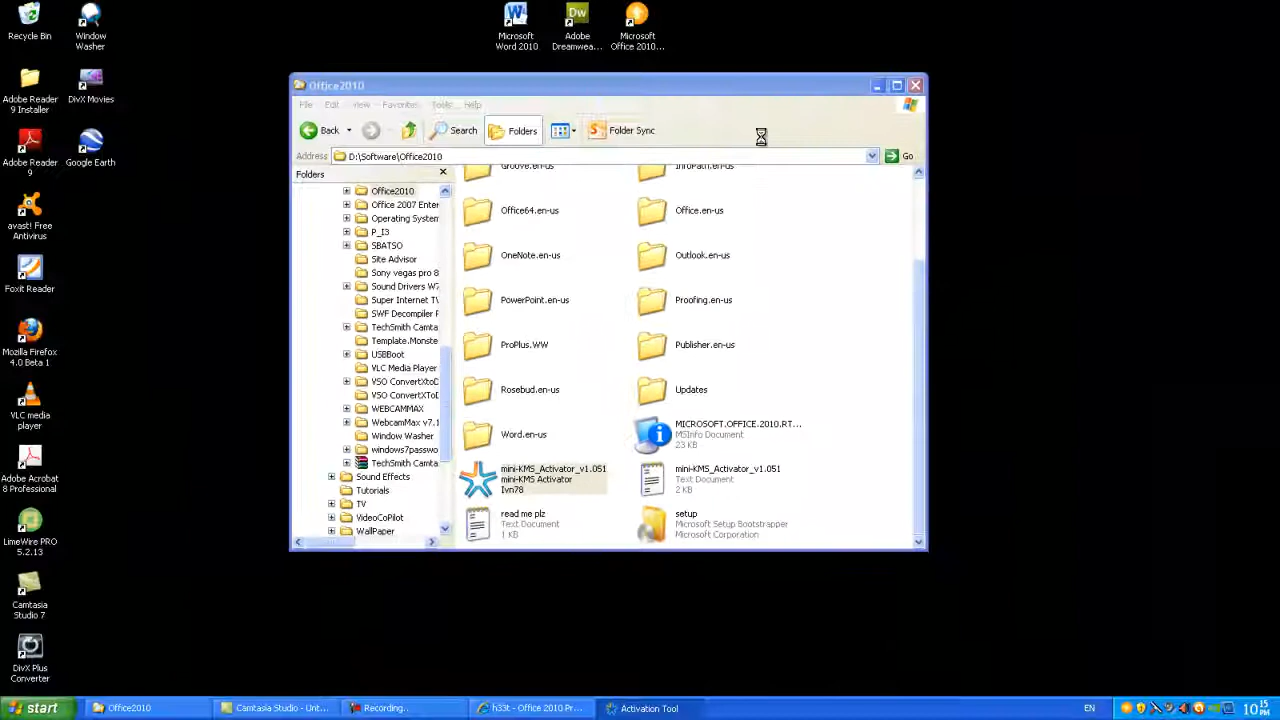 Recycle Bin
Window
Washer
Microsoft
Word 2010
Adobe
Dreamwea...
Microsoft
Office 2010...
Adobe Reader
9 Installer
DivX Movies
Adobe Reader
9
Google Earth
avast! Free
Antivirus
Foxit Reader
Mozilla Firefox
4.0 Beta 1
VLC media
player
Adobe Acrobat
8 Professional
LimeWire PRO
5.2.13
Camtasia
Studio 7
DivX Plus
Converter
Office2010
File Edit View Favorites Tools Help
Back Search Folders Folder Sync
Address D:\Software\Office2010 Go
Folders
Office2010
Office 2007 Enter
Operating System
P_I3
SBATSO
Site Advisor
Sony vegas pro 8
Sound Drivers W7
Super Internet TV
SWF Decompiler P
TechSmith Camta
Template.Monste
USBBoot
VLC Media Player
VSO ConvertXtoD
VSO ConvertXToD
WEBCAMMAX
WebcamMax v7.1
Window Washer
windows7passwo
TechSmith Camta
Sound Effects
Tutorials
TV
VideoCoPilot
WallPaper
Groove.en-us
InfoPath.en-us
Office64.en-us
Office.en-us
OneNote.en-us
Outlook.en-us
PowerPoint.en-us
Proofing.en-us
ProPlus.WW
Publisher.en-us
Rosebud.en-us
Updates
Word.en-us
MICROSOFT.OFFICE.2010.RT...
MSInfo Document
23 KB
mini-KMS_Activator_v1.051
mini-KMS Activator
Ivn78
mini-KMS_Activator_v1.051
Text Document
2 KB
read me plz
Text Document
1 KB
setup
Microsoft Setup Bootstrapper
Microsoft Corporation
start
Office2010
Camtasia Studio - Unt...
Recording...
h33t - Office 2010 Pr...
Activation Tool
EN
10:15
PM